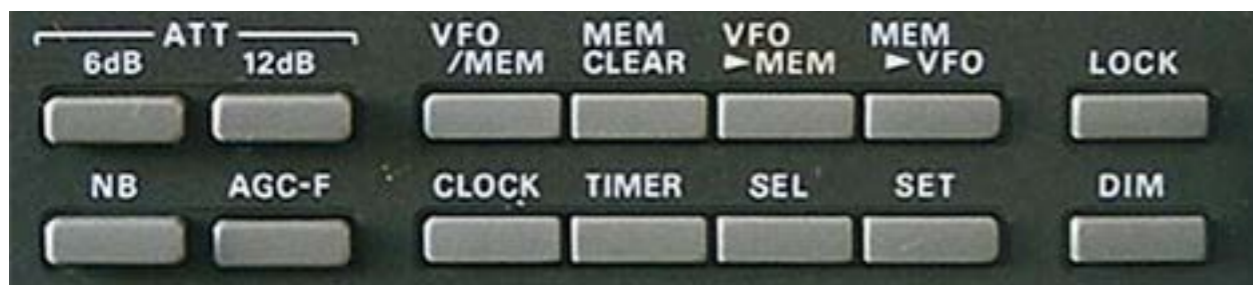 ATT
6dB 12dB
VFO
/MEM
MEM
CLEAR
VFO
►MEM
MEM
►VFO
LOCK
NB AGC-F CLOCK TIMER SEL SET DIM